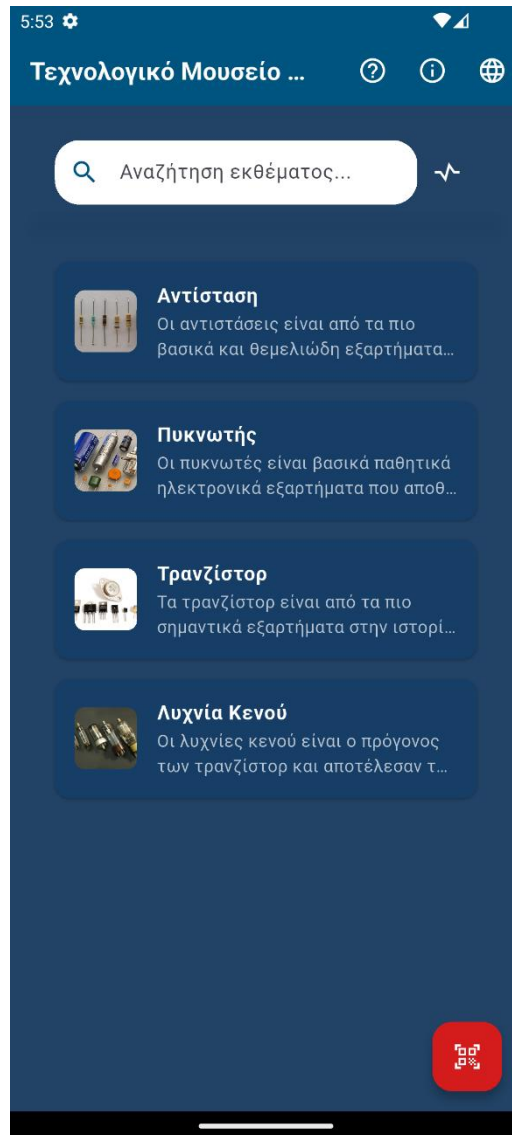 5:53
Τεχνολογικό Μουσείο ...
Αναζήτηση εκθέματος...
Αντίσταση
Οι αντιστάσεις είναι από τα πιο
βασικά και θεμελιώδη εξαρτήματα...
Πυκνωτής
Οι πυκνωτές είναι βασικά παθητικά
ηλεκτρονικά εξαρτήματα που αποθ...
Τρανζίστορ
Τα τρανζίστορ είναι από τα πιο
σημαντικά εξαρτήματα στην ιστορί...
Λυχνία Κενού
Οι λυχνίες κενού είναι ο πρόγονος
των τρανζίστορ και αποτέλεσαν τ...